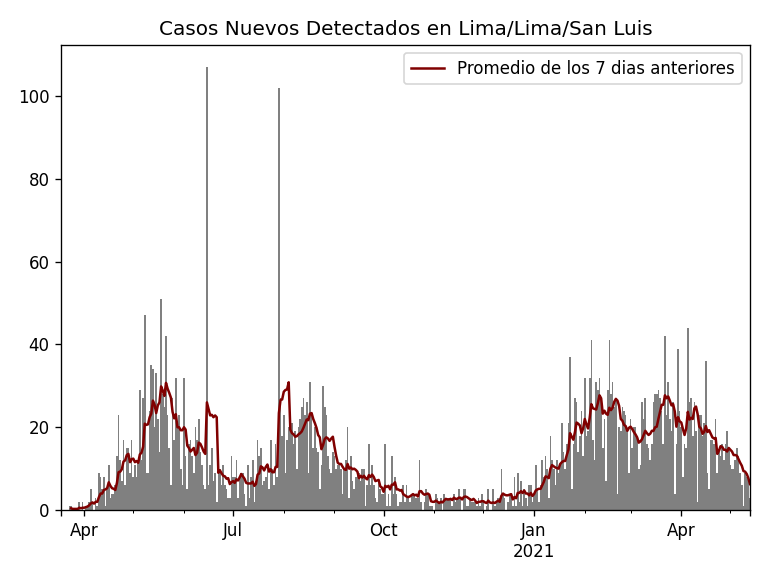 Casos Nuevos Detectados en Lima/Lima/San Luis
Promedio de los 7 dias anteriores
100
80
60
40
20
0
Apr Jul Oct Jan Apr
2021